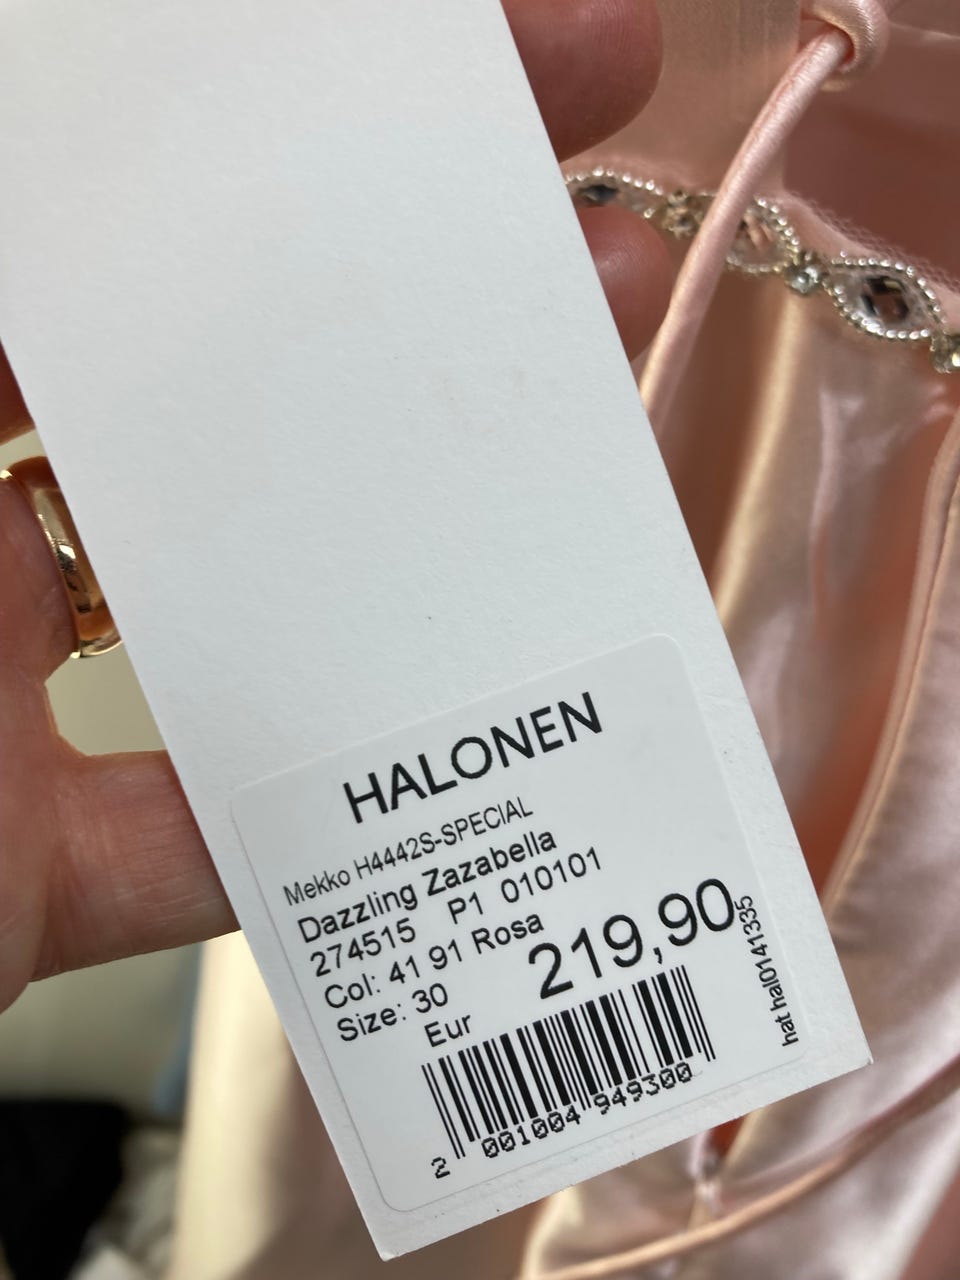 HALONEN
Mekko H4442S-SPECIAL
Dazzling Zazabella
274515 P1 010101
Col: 41 91 Rosa
Size: 30
Eur 219,90
hat hal0141335
2 001004 949300